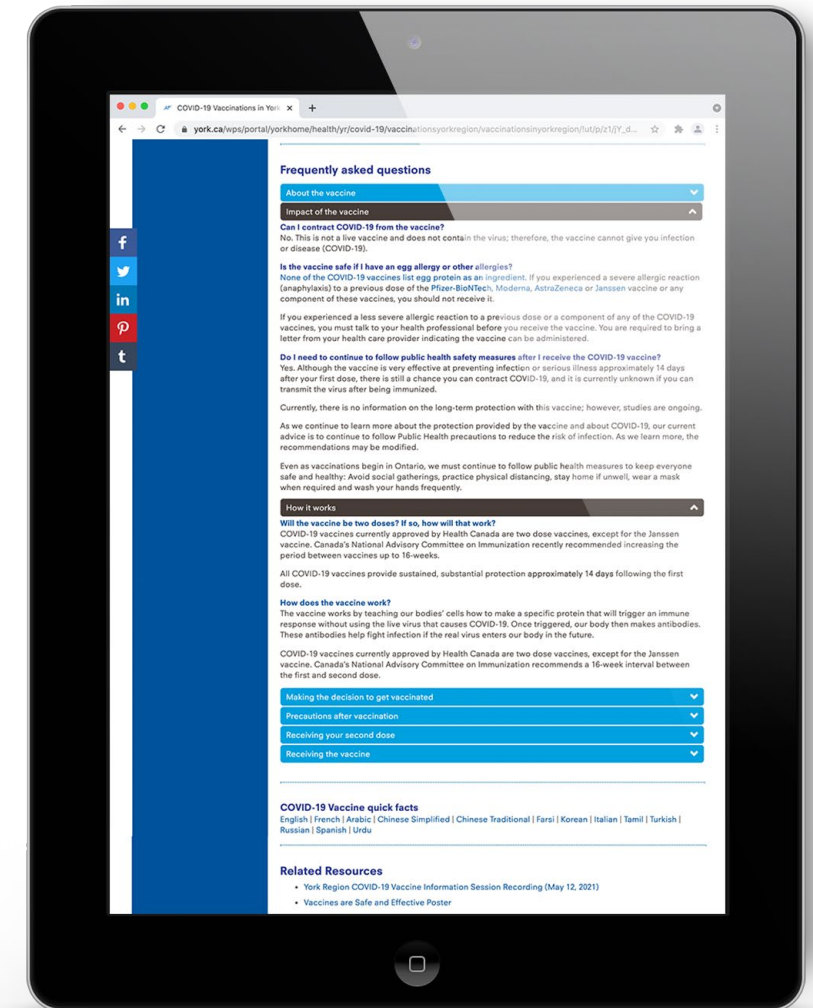 COVID-19 Vaccinations in York
york.ca/wps/portal/yorkhome/health/yr/covid-19/vaccinationsyorkregion/vaccinationsinyorkregion/!ut/p/z1/jY_d...
Frequently asked questions
About the vaccine
Impact of the vaccine
Can I contract COVID-19 from the vaccine?
No. This is not a live vaccine and does not contain the virus; therefore, the vaccine cannot give you infection
or disease (COVID-19).
Is the vaccine safe if I have an egg allergy or other allergies?
None of the COVID-19 vaccines list egg protein as an ingredient. If you experienced a severe allergic reaction
(anaphylaxis) to a previous dose of the Pfizer-BioNTech, Moderna, AstraZeneca or Janssen vaccine or any
component of these vaccines, you should not receive it.
If you experienced a less severe allergic reaction to a previous dose or a component of any of the COVID-19
vaccines, you must talk to your health professional before you receive the vaccine. You are required to bring a
letter from your health care provider indicating the vaccine can be administered.
Do I need to continue to follow public health safety measures after I receive the COVID-19 vaccine?
Yes. Although the vaccine is very effective at preventing infection or serious illness approximately 14 days
after your first dose, there is still a chance you can contract COVID-19, and it is currently unknown if you can
transmit the virus after being immunized.
Currently, there is no information on the long-term protection with this vaccine; however, studies are ongoing.
As we continue to learn more about the protection provided by the vaccine and about COVID-19, our current
advice is to continue to follow Public Health precautions to reduce the risk of infection. As we learn more, the
recommendations may be modified.
Even as vaccinations begin in Ontario, we must continue to follow public health measures to keep everyone
safe and healthy: Avoid social gatherings, practice physical distancing, stay home if unwell, wear a mask
when required and wash your hands frequently.
How it works
Will the vaccine be two doses? If so, how will that work?
COVID-19 vaccines currently approved by Health Canada are two dose vaccines, except for the Janssen
vaccine. Canada's National Advisory Committee on Immunization recently recommended increasing the
period between vaccines up to 16-weeks.
All COVID-19 vaccines provide sustained, substantial protection approximately 14 days following the first
dose.
How does the vaccine work?
The vaccine works by teaching our bodies' cells how to make a specific protein that will trigger an immune
response without using the live virus that causes COVID-19. Once triggered, our body then makes antibodies.
These antibodies help fight infection if the real virus enters our body in the future.
COVID-19 vaccines currently approved by Health Canada are two dose vaccines, except for the Janssen
vaccine. Canada's National Advisory Committee on Immunization recommends a 16-week interval between
the first and second dose.
Making the decision to get vaccinated
Precautions after vaccination
Receiving your second dose
Receiving the vaccine
COVID-19 Vaccine quick facts
English | French | Arabic | Chinese Simplified | Chinese Traditional | Farsi | Korean | Italian | Tamil | Turkish |
Russian | Spanish | Urdu
Related Resources
• York Region COVID-19 Vaccine Information Session Recording (May 12, 2021)
• Vaccines are Safe and Effective Poster